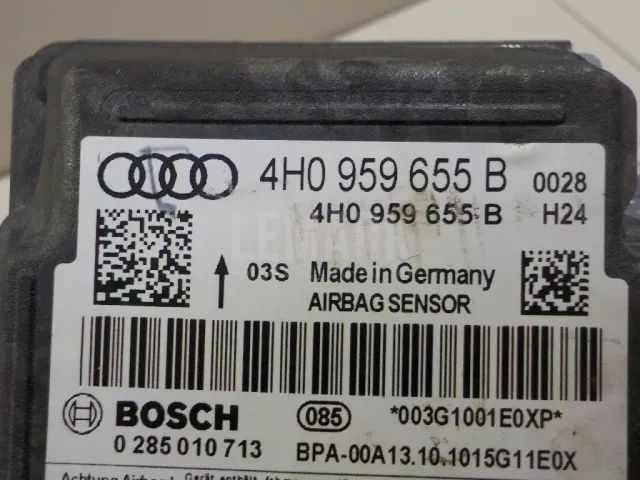 4H0 959 655 B 0028
4H0 959 655 B H24
03S Made in Germany
AIRBAG SENSOR
BOSCH 085 *003G1001E0XP*
0 285 010 713 BPA-00A13.10.1015G11E0X